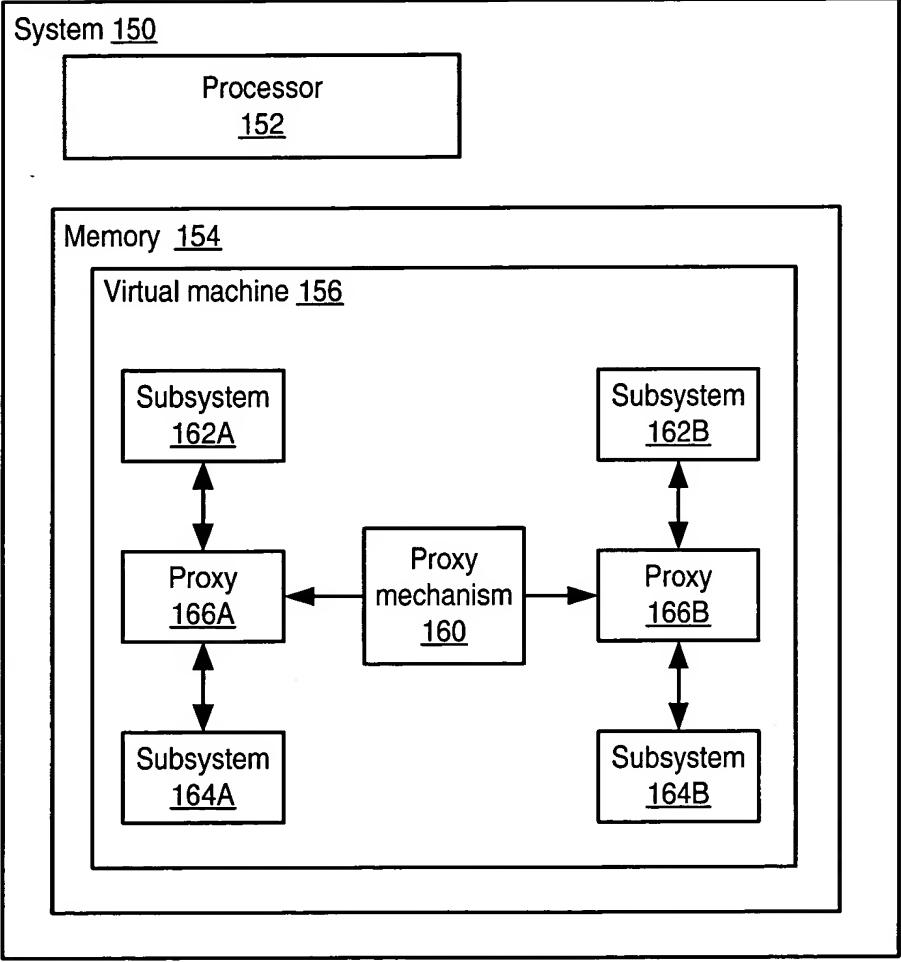 System 150
Processor
152
Memory 154
Virtual machine 156
Subsystem
162A
Subsystem
162B
Proxy
166A
Proxy
mechanism
160
Proxy
166B
Subsystem
164A
Subsystem
164B